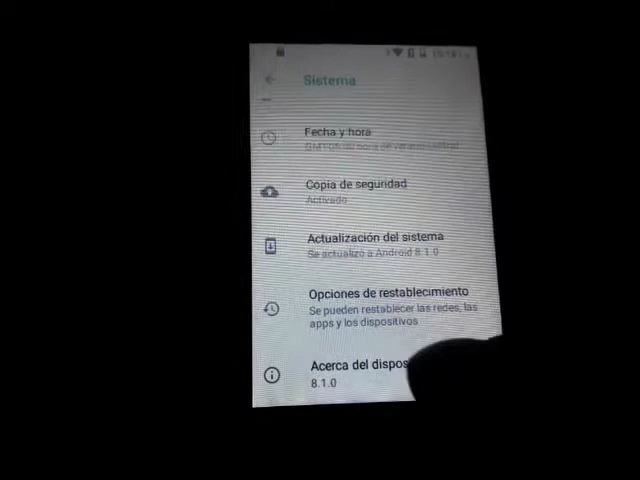 Sistema
Fecha y hora
Copia de seguridad
Activado
Actualización del sistema
Se actualizó a Android 8.1.0
Opciones de restablecimiento
Se pueden restablecer las redes, las
apps y los dispositivos
Acerca del dispos
8.1.0